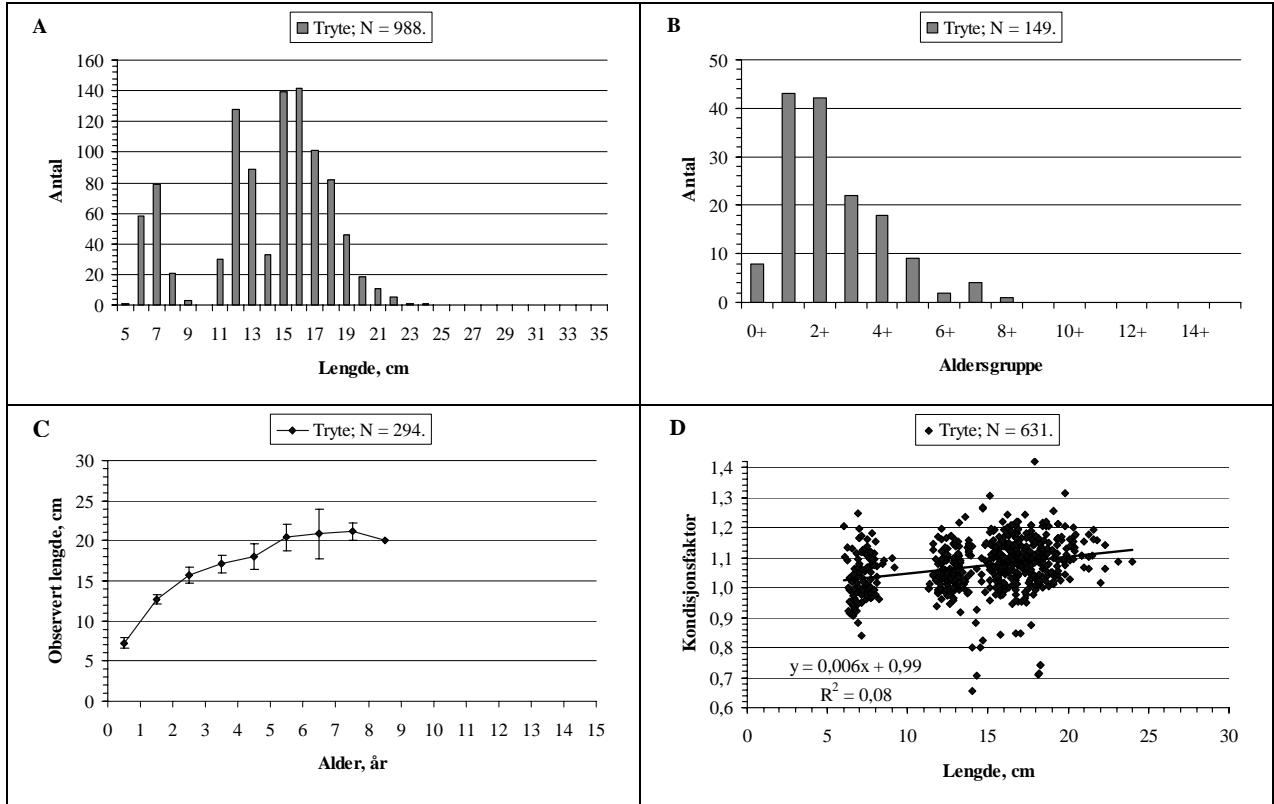 A
Tryte; N = 988.
160
140
120
100
80
60
40
20
0
Antal
5 7 9 11 13 15 17 19 21 23 25 27 29 31 33 35
Lengde, cm
B
Tryte; N = 149.
50
40
30
20
10
0
Antal
0+ 2+ 4+ 6+ 8+ 10+ 12+ 14+
Aldersgruppe
C
Tryte; N = 294.
30
25
20
15
10
5
0
Observert lengde, cm
0 1 2 3 4 5 6 7 8 9 10 11 12 13 14 15
Alder, år
D
Tryte; N = 631.
1,4
1,3
1,2
1,1
1,0
0,9
0,8
0,7
0,6
Kondisjonsfaktor
y = 0,006x + 0,99
R² = 0,08
0 5 10 15 20 25 30
Lengde, cm